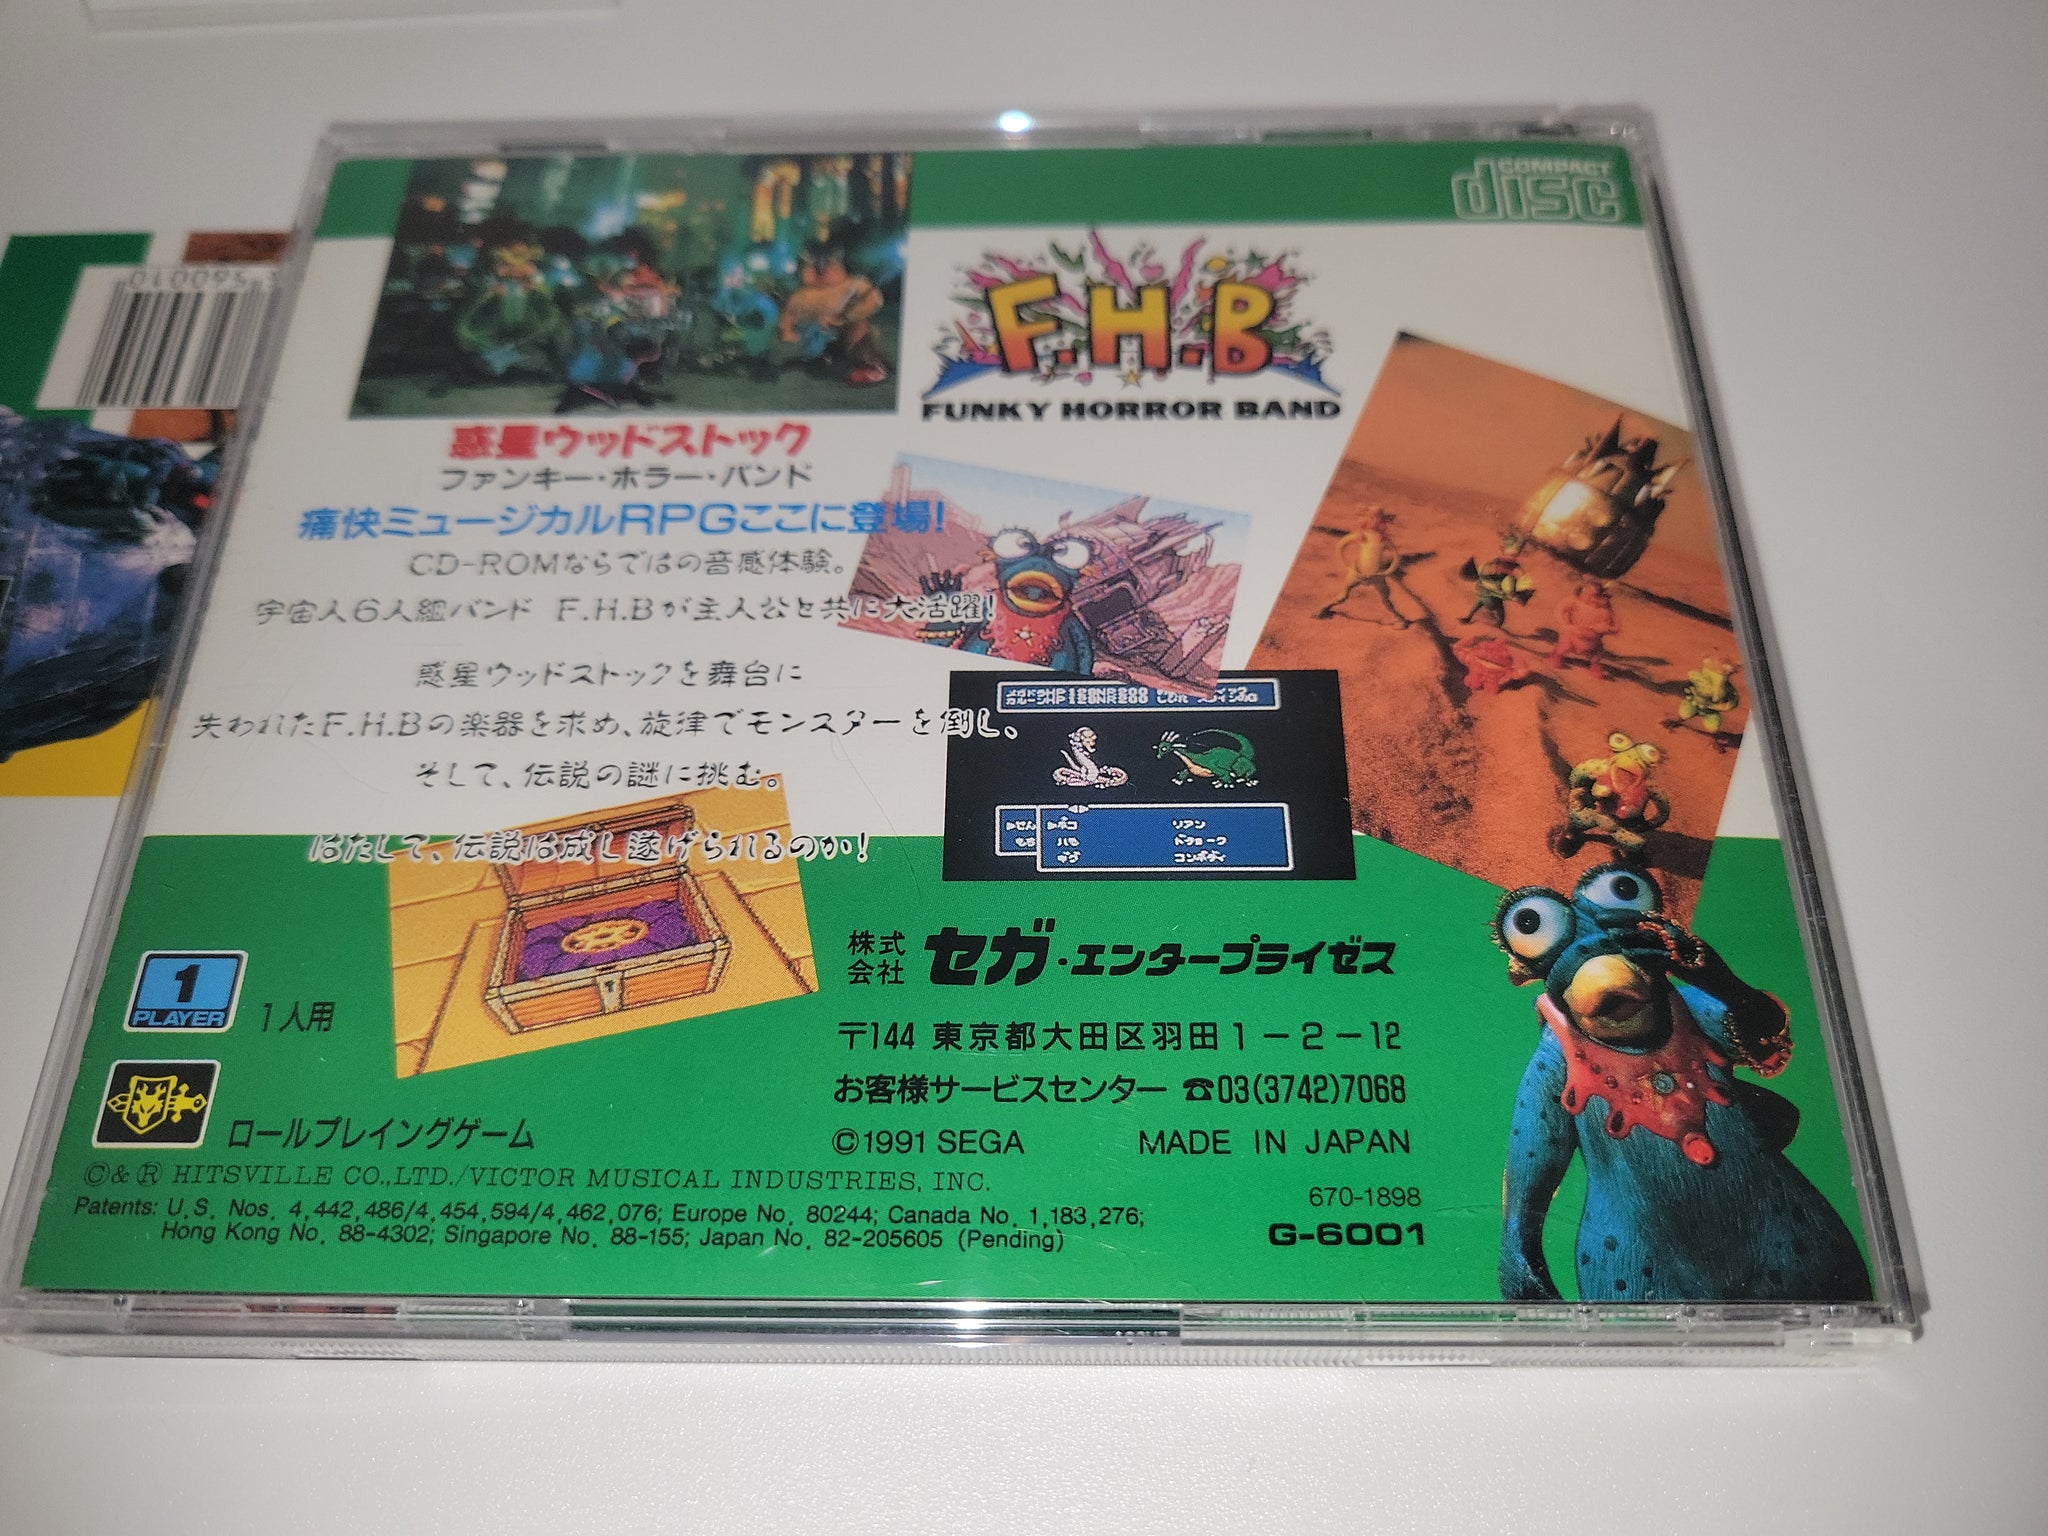 COMPACT
disc
F.H.B
FUNKY HORROR BAND
惑星ウッドストック
ファンキー・ホラー・バンド
痛快ミュージカルRPGここに登場!
CD-ROMならではの音感体験。
宇宙人6人組バンド F.H.Bが主人公と共に大活躍!
惑星ウッドストックを舞台に
失われたF.H.Bの楽器を求め、旋律でモンスターを倒し、
そして、伝説の謎に挑む。
はたして、伝説は成し遂げられるのか!
リアン
コンボディ
1
PLAYER
1人用
ロールプレイングゲーム
株式会社 セガ・エンタープライゼス
〒144 東京都大田区羽田1-2-12
お客様サービスセンター ☎03(3742)7068
©1991 SEGA MADE IN JAPAN
©&® HITSVILLE CO.,LTD./VICTOR MUSICAL INDUSTRIES, INC.
Patents: U.S. Nos. 4,442,486/4,454,594/4,462,076; Europe No. 80244; Canada No. 1,183,276;
Hong Kong No. 88-4302; Singapore No. 88-155; Japan No. 82-205605 (Pending)
670-1898
G-6001